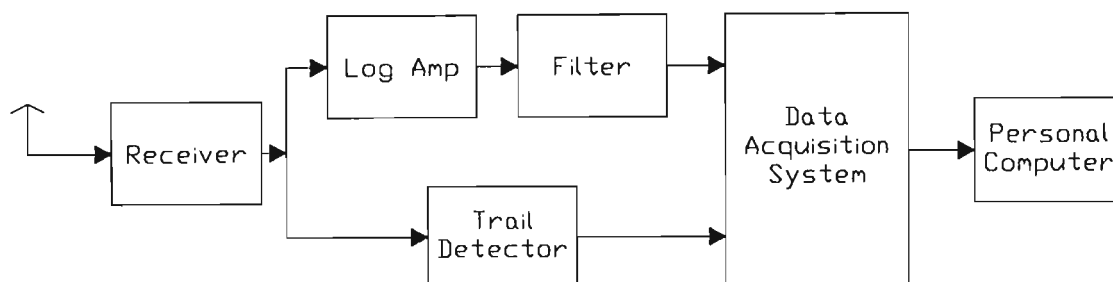 Log Amp
Filter
Receiver
Trail
Detector
Data
Acquisition
System
Personal
Computer